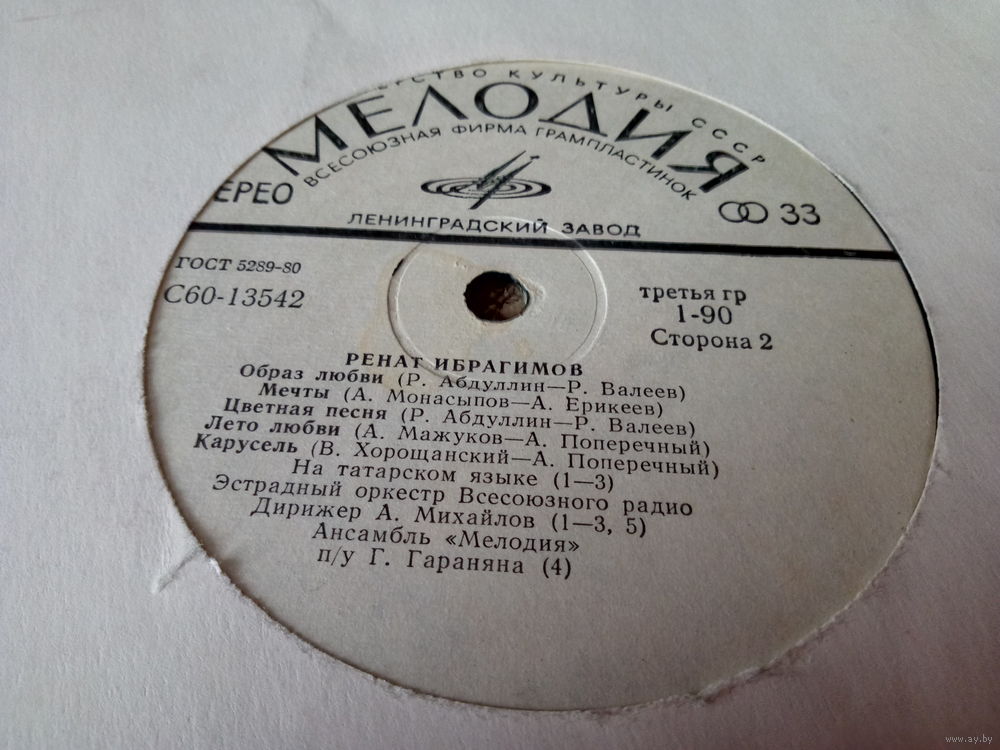 КУЛЬТУРЫ СССР
МЕЛОДИЯ
ВСЕСОЮЗНАЯ ФИРМА ГРАМПЛАСТИНОК
ЕРЕО
33
ЛЕНИНГРАДСКИЙ ЗАВОД
ГОСТ 5289-80
С60-13542
третья гр
1-90
Сторона 2
РЕНАТ ИБРАГИМОВ
Образ любви (Р. Абдуллин—Р. Валеев)
Мечты (А. Монасыпов—А. Ерикеев)
Цветная песня (Р. Абдуллин—Р. Валеев)
Лето любви (А. Мажуков—А. Поперечный)
Карусель (В. Хорощанский—А. Поперечный)
На татарском языке (1—3)
Эстрадный оркестр Всесоюзного радио
Дирижер А. Михайлов (1—3, 5)
Ансамбль «Мелодия»
п/у Г. Гараняна (4)
www.ay.by